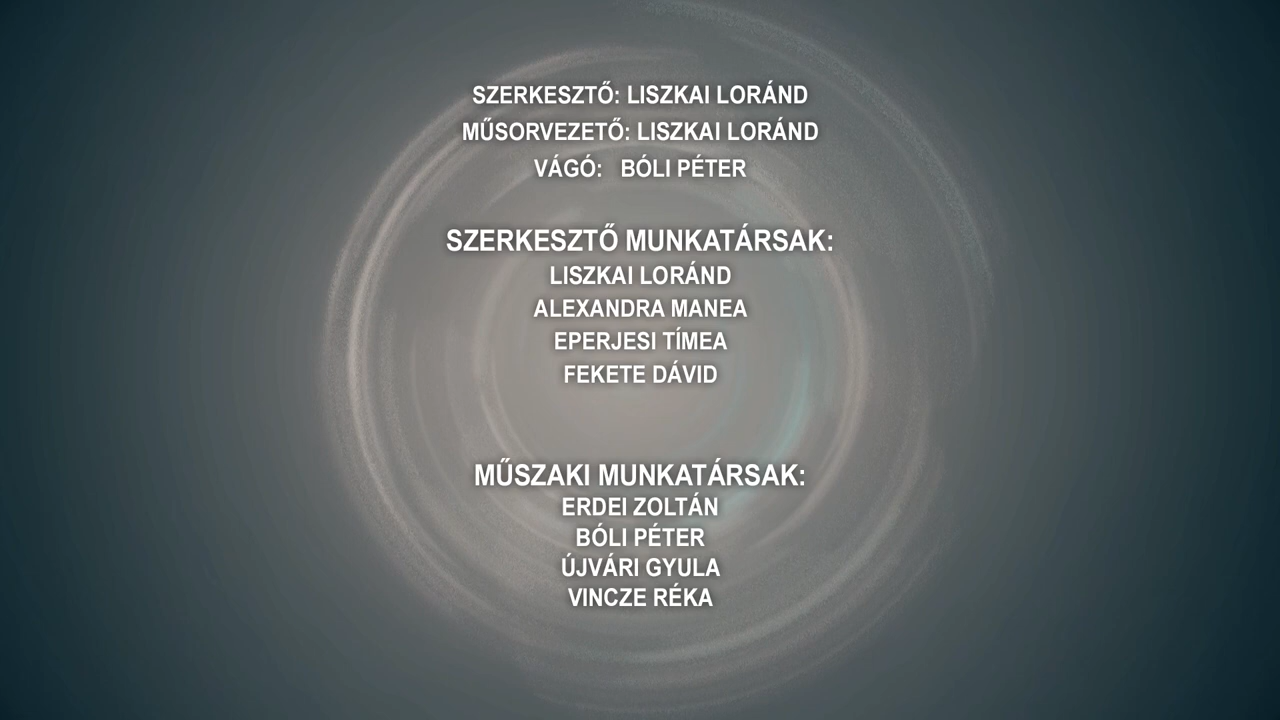 SZERKESZTŐ: LISZKAI LORÁND
MŰSORVEZETŐ: LISZKAI LORÁND
VÁGÓ: BÓLI PÉTER
SZERKESZTŐ MUNKATÁRSAK:
LISZKAI LORÁND
ALEXANDRA MANEA
EPERJESI TÍMEA
FEKETE DÁVID
MŰSZAKI MUNKATÁRSAK:
ERDEI ZOLTÁN
BÓLI PÉTER
ÚJVÁRI GYULA
VINCZE RÉKA